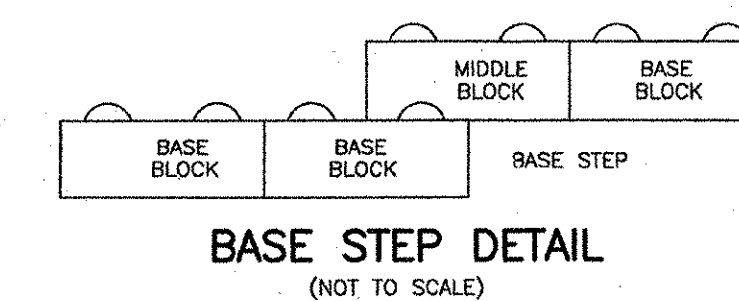 MIDDLE
BLOCK
BASE
BLOCK
BASE
BLOCK
BASE
BLOCK
BASE STEP
BASE STEP DETAIL
(NOT TO SCALE)